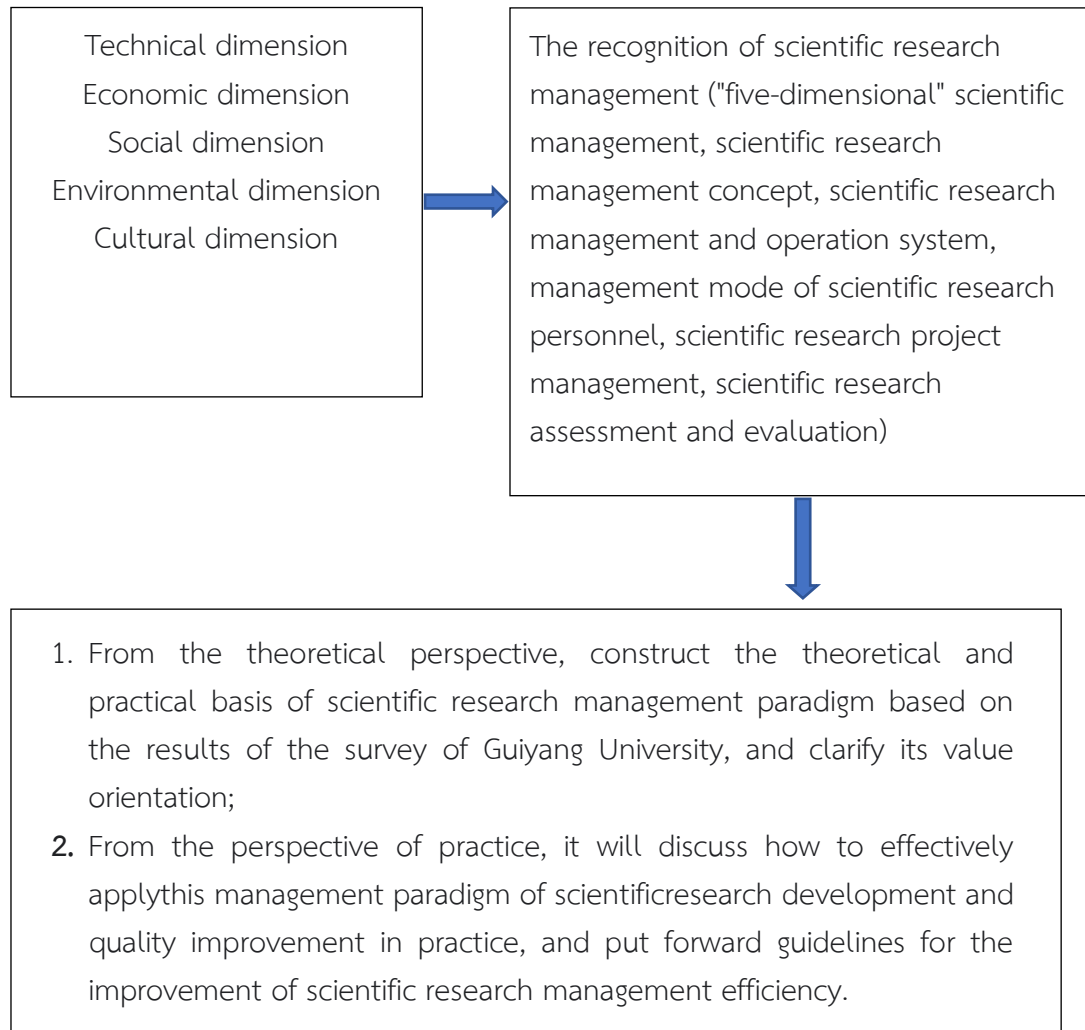 Technical dimension
Economic dimension
Social dimension
Environmental dimension
Cultural dimension
The recognition of scientific research
management ("five-dimensional" scientific
management, scientific research
management concept, scientific research
management and operation system,
management mode of scientific research
personnel, scientific research project
management, scientific research
assessment and evaluation)
1. From the theoretical perspective, construct the theoretical and
practical basis of scientific research management paradigm based on
the results of the survey of Guiyang University, and clarify its value
orientation;
2. From the perspective of practice, it will discuss how to effectively
applythis management paradigm of scientificresearch development and
quality improvement in practice, and put forward guidelines for the
improvement of scientific research management efficiency.